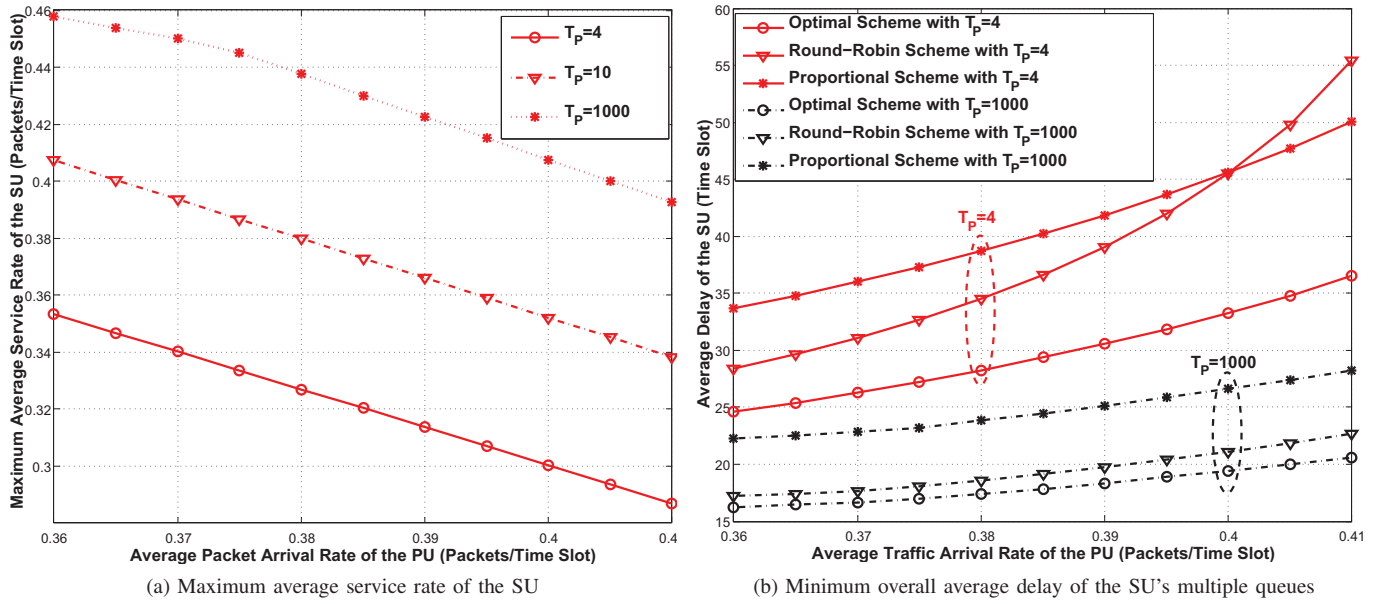 Maximum Average Service Rate of the SU (Packets/Time Slot)
0.46
0.44
0.42
0.4
0.38
0.36
0.34
0.32
0.3
T_P=4
T_P=10
T_P=1000
0.36
0.37
0.38
0.39
0.4
0.4
Average Packet Arrival Rate of the PU (Packets/Time Slot)
(a) Maximum average service rate of the SU
Average Delay of the SU (Time Slot)
60
55
50
45
40
35
30
25
20
15
Optimal Scheme with T_P=4
Round-Robin Scheme with T_P=4
Proportional Scheme with T_P=4
Optimal Scheme with T_P=1000
Round-Robin Scheme with T_P=1000
Proportional Scheme with T_P=1000
T_P=4
T_P=1000
0.36
0.37
0.38
0.39
0.4
0.41
Average Traffic Arrival Rate of the PU (Packets/Time Slot)
(b) Minimum overall average delay of the SU's multiple queues